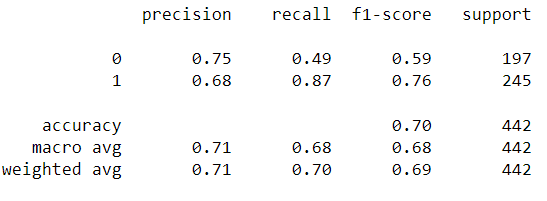 precision recall f1-score support
0 0.75 0.49 0.59 197
1 0.68 0.87 0.76 245
accuracy 0.70 442
macro avg 0.71 0.68 0.68 442
weighted avg 0.71 0.70 0.69 442